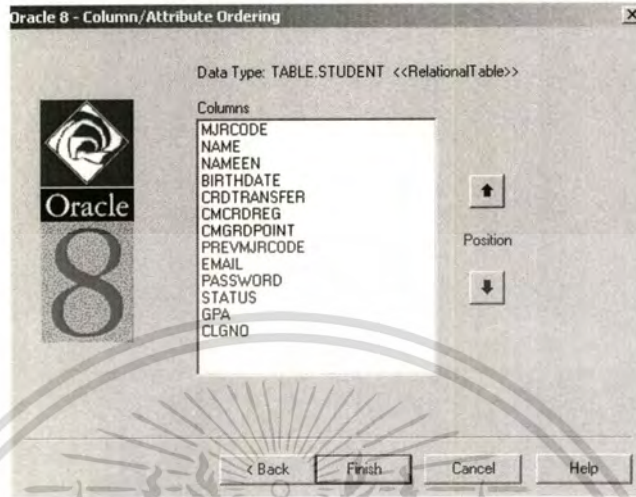 Oracle 8 - Column/Attribute Ordering
Data Type: TABLE.STUDENT <<RelationalTable>>
Columns
MJRCODE
NAME
NAMEEN
BIRTHDATE
CRDTRANSFER
CMCRDREG
CMGRDPOINT
PREVMJRCODE
EMAIL
PASSWORD
STATUS
GPA
CLGNO
Position
Oracle
8
< Back
Finish
Cancel
Help